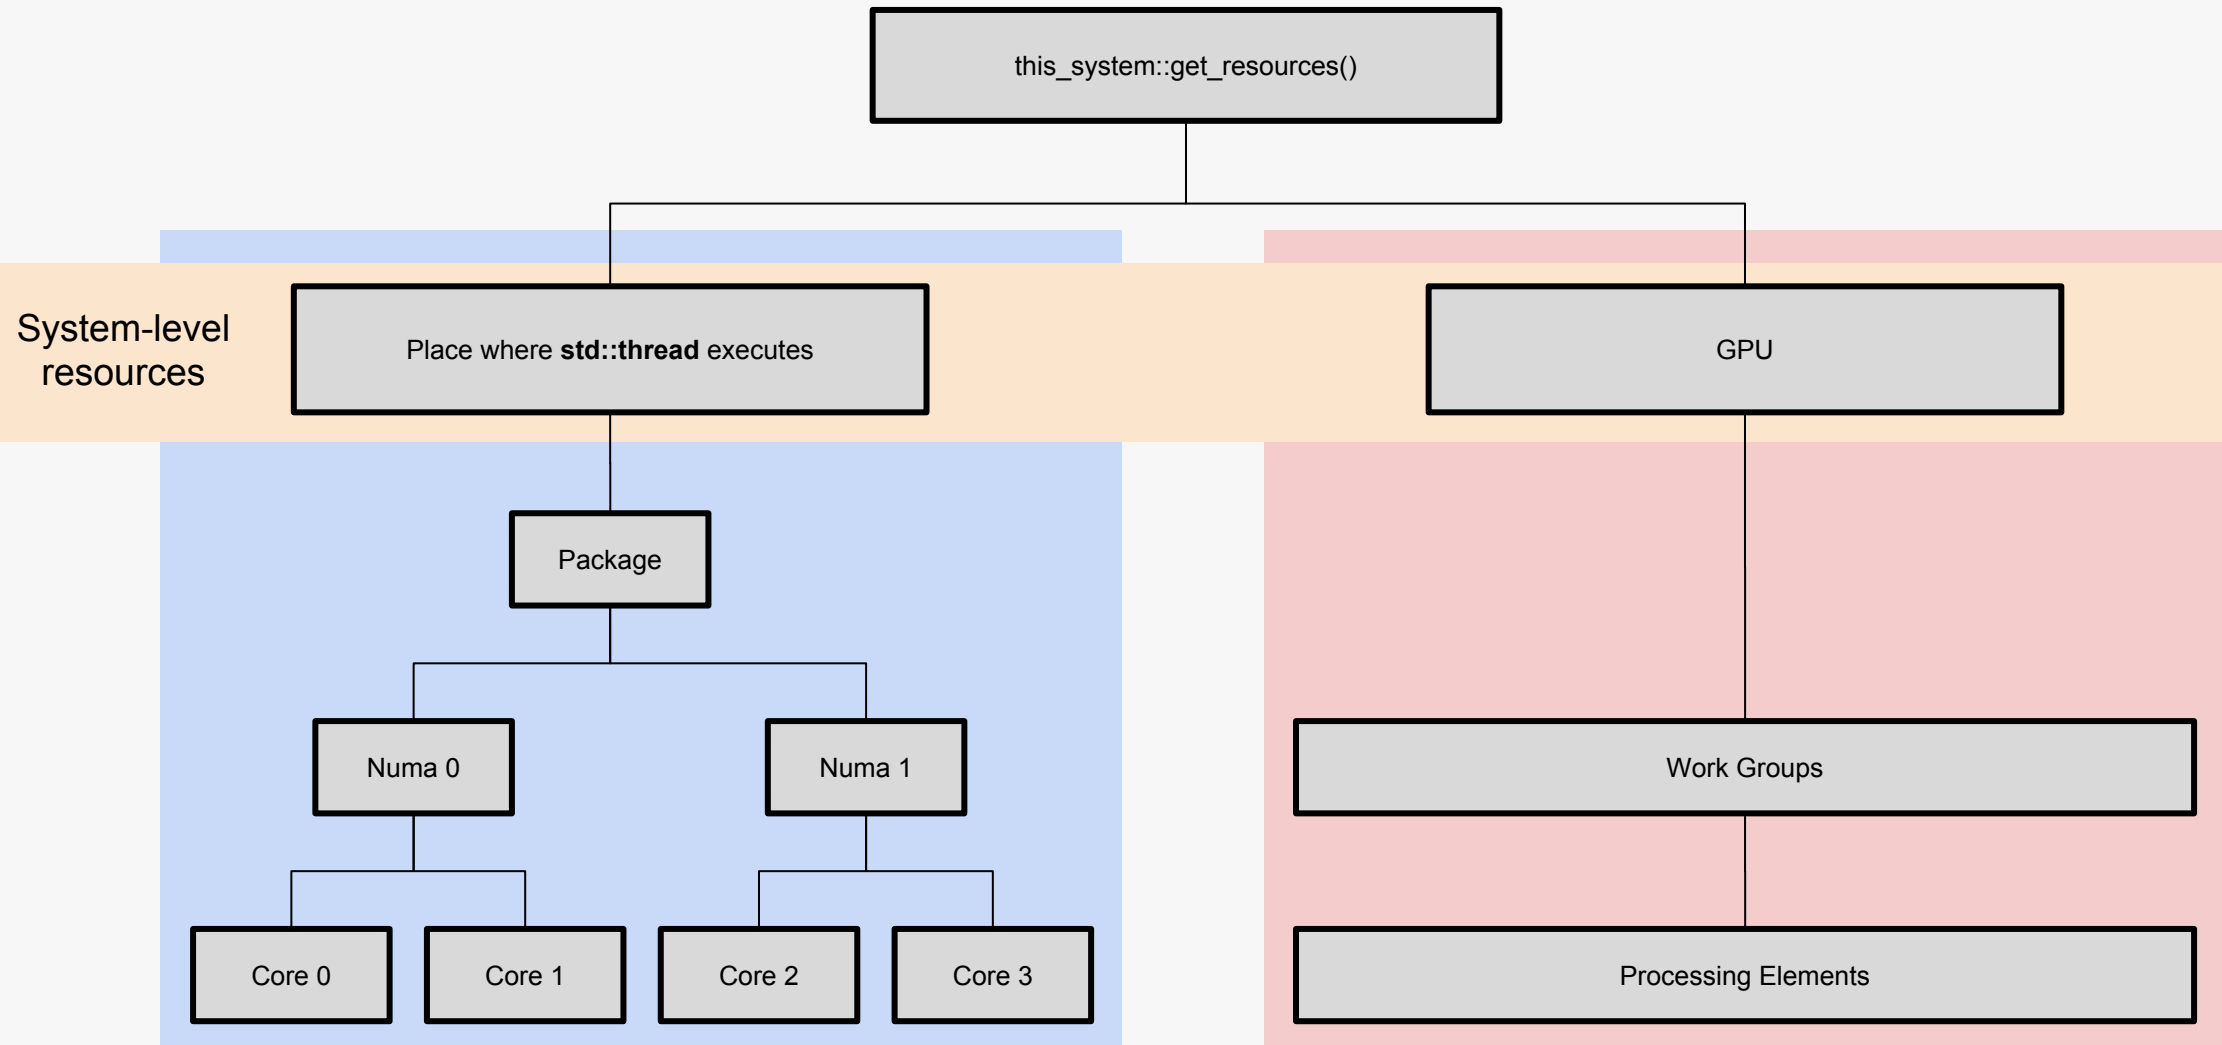 this_system::get_resources()
System-level
resources
Place where std::thread executes
GPU
Package
Numa 0
Numa 1
Work Groups
Core 0
Core 1
Core 2
Core 3
Processing Elements